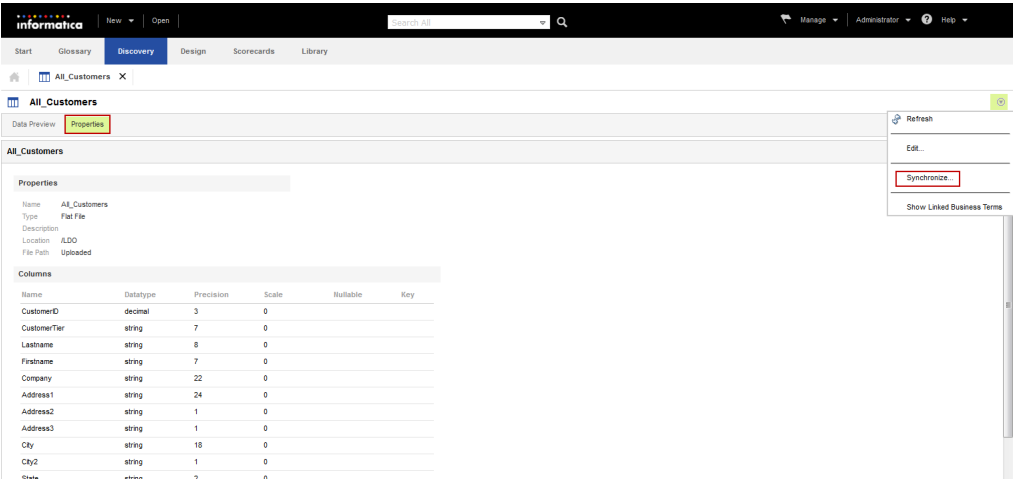 informatica New Open Search All Manage Administrator ? Help
Start Glossary Discovery Design Scorecards Library
All_Customers X
All_Customers
Data Preview Properties
Refresh
All_Customers
Edit...
Synchronize...
Show Linked Business Terms
Properties
Name All_Customers
Type Flat File
Description
Location /LDO
File Path Uploaded
Columns
Name Datatype Precision Scale Nullable Key
CustomerID decimal 3 0
CustomerTier string 7 0
Lastname string 8 0
Firstname string 7 0
Company string 22 0
Address1 string 24 0
Address2 string 1 0
Address3 string 1 0
City string 18 0
City2 string 1 0
State string 2 0